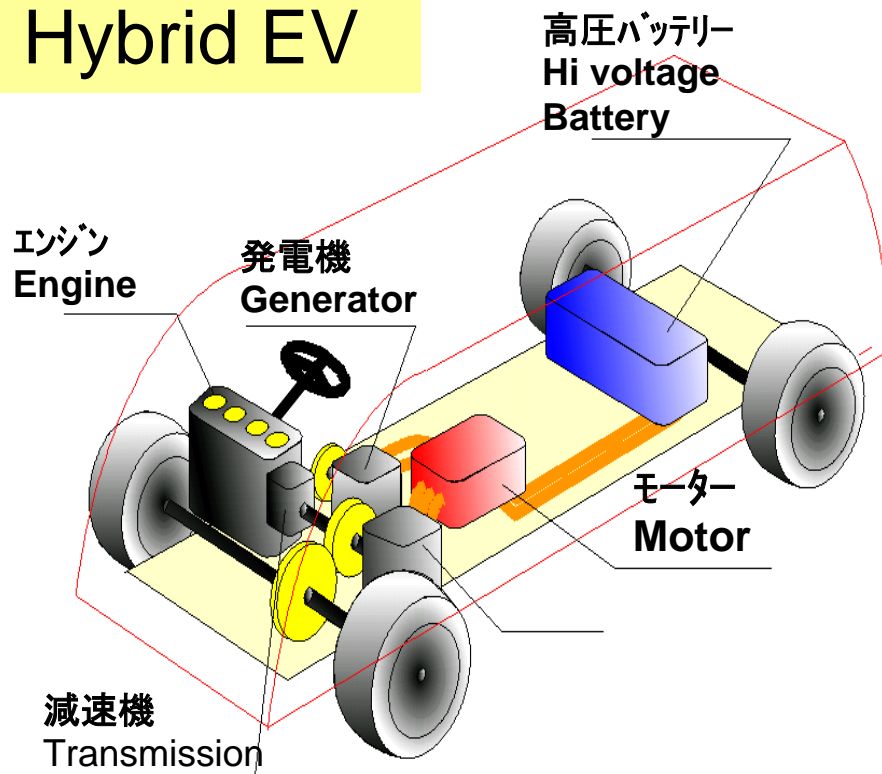 Hybrid EV
高圧バッテリー
Hi voltage
Battery
エンジン
Engine
発電機
Generator
モーター
Motor
減速機
Transmission